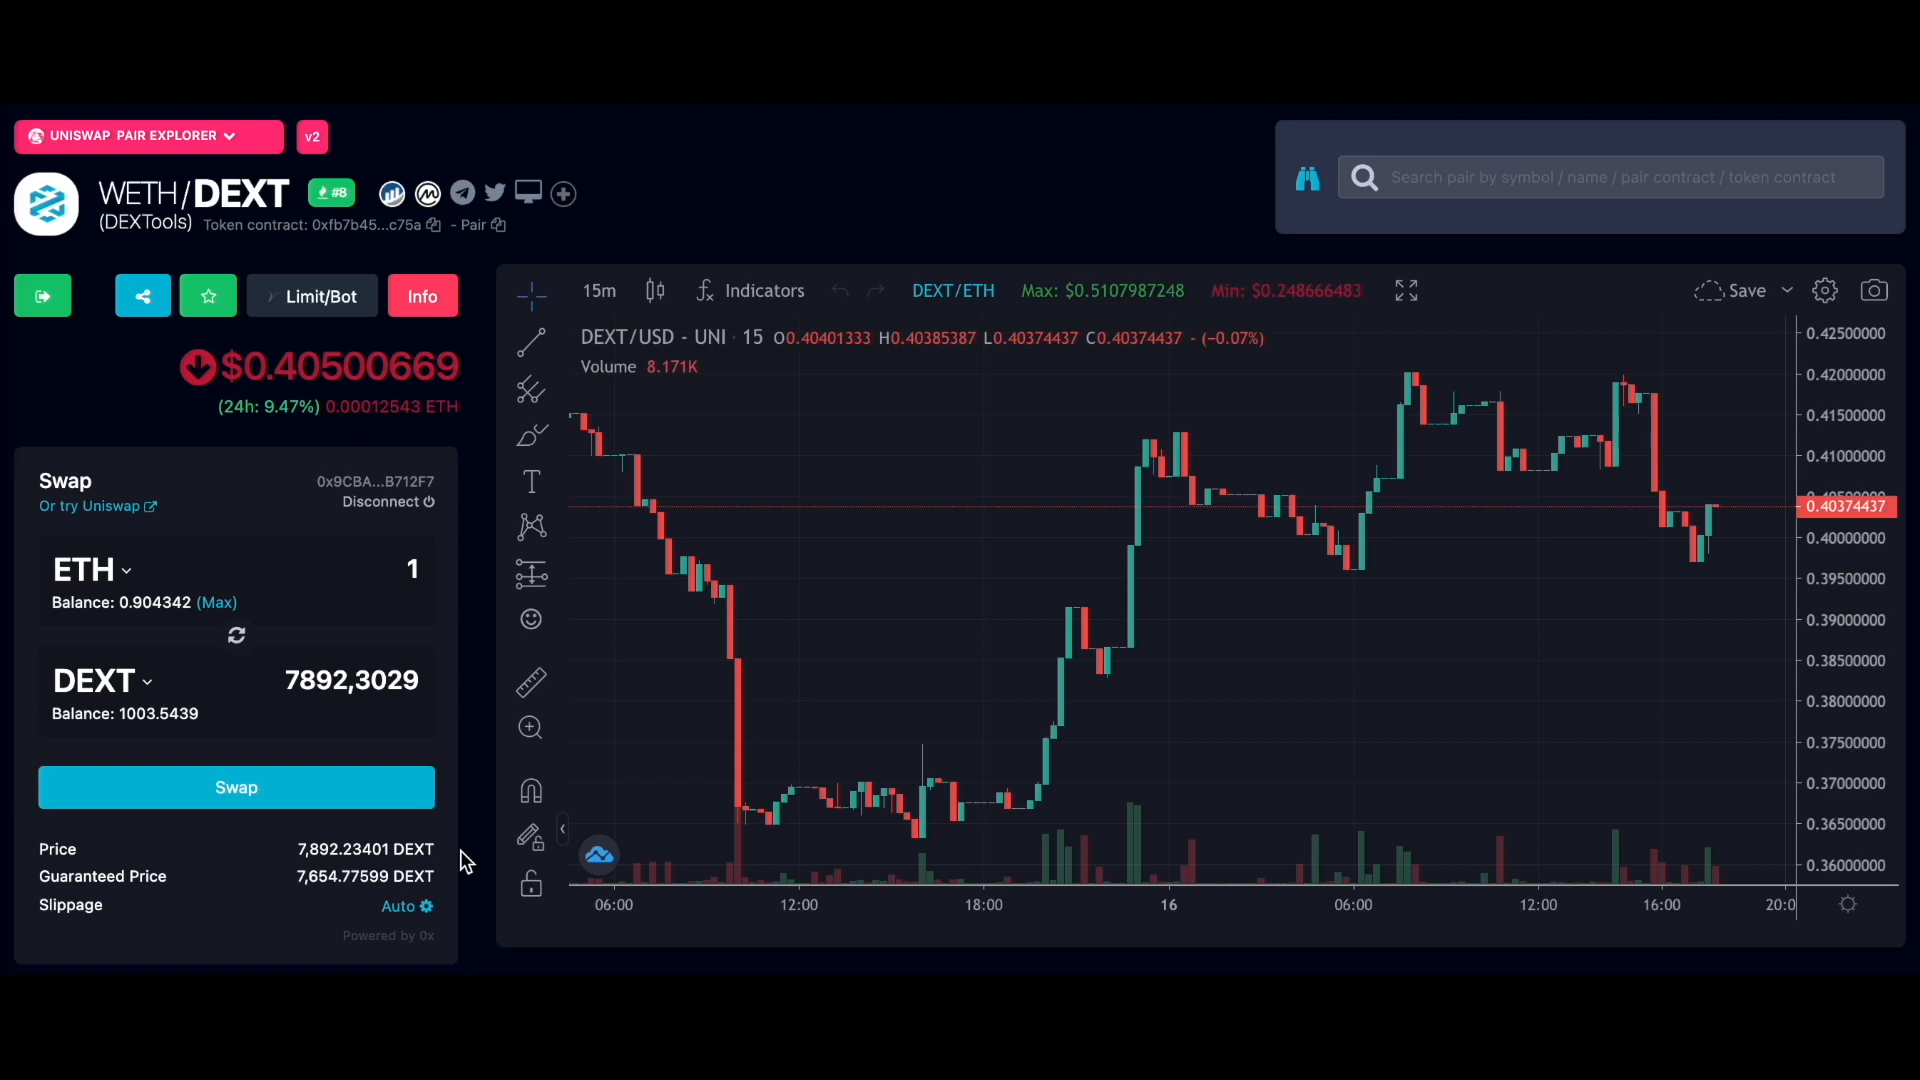 UNISWAP PAIR EXPLORER
v2
WETH/DEXT
#8
(DEXTools)
Token contract: 0xfb7b45...c75a - Pair
Search pair by symbol / name / pair contract / token contract
Limit/Bot
Info
$0.40500669
(24h: 9.47%) 0.00012543 ETH
Swap
0x9CBA...B712F7
Or try Uniswap
Disconnect
ETH
1
Balance: 0.904342 (Max)
DEXT
7892,3029
Balance: 1003.5439
Swap
Price 7,892.23401 DEXT
Guaranteed Price 7,654.77599 DEXT
Slippage Auto
Powered by 0x
15m
Indicators
DEXT/ETH
Max: $0.5107987248
Min: $0.248666483
Save
DEXT/USD - UNI · 15 O0.40401333 H0.40385387 L0.40374437 C0.40374437 - (−0.07%)
Volume 8.171K
0.42500000
0.42000000
0.41500000
0.41000000
0.40500000
0.40374437
0.40000000
0.39500000
0.39000000
0.38500000
0.38000000
0.37500000
0.37000000
0.36500000
0.36000000
06:00
12:00
18:00
16
06:00
12:00
16:00
20:0